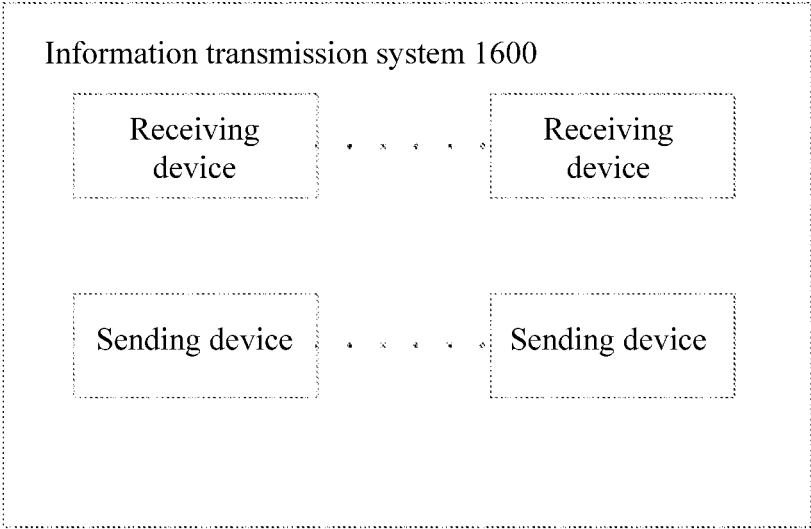 Information transmission system 1600
Receiving Receiving
device device
Sending device Sending device